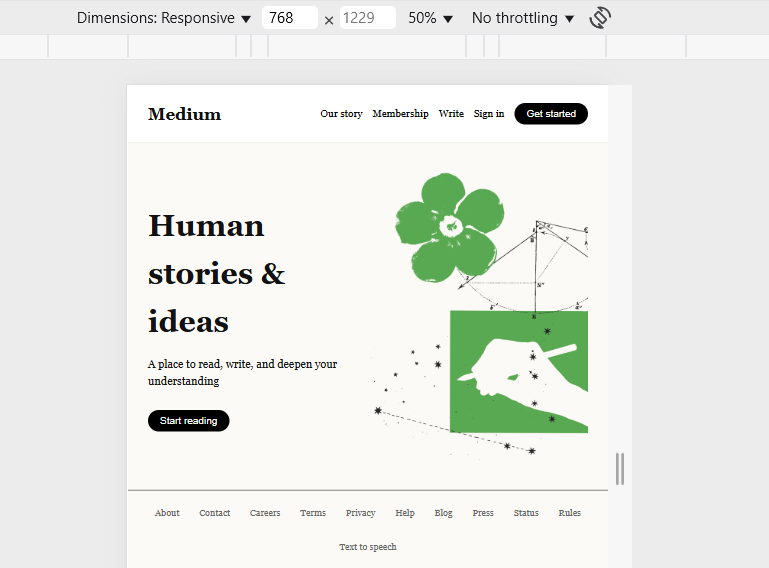 Dimensions: Responsive ▼ 768 × 1229 50% ▼ No throttling ▼
Medium Our story Membership Write Sign in Get started
Human
stories &
ideas
A place to read, write, and deepen your
understanding
Start reading
About Contact Careers Terms Privacy Help Blog Press Status Rules
Text to speech